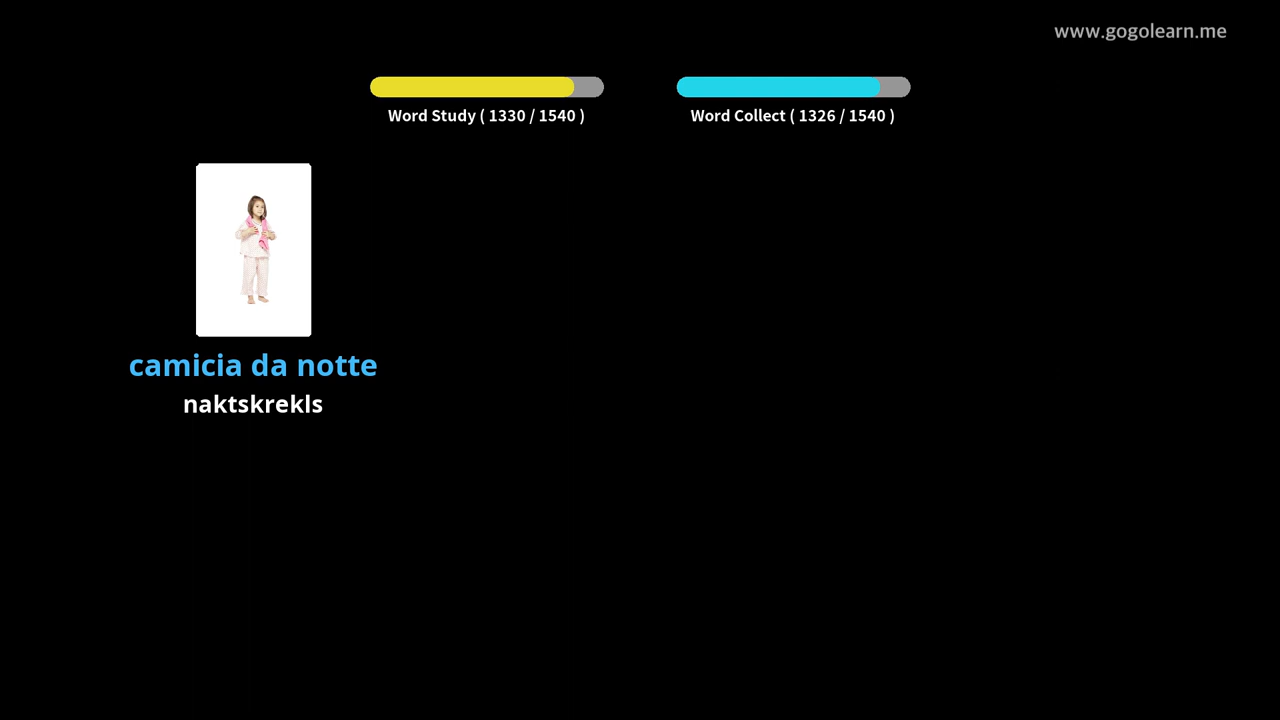 www.gogolearn.me
Word Study ( 1330 / 1540 )
Word Collect ( 1326 / 1540 )
camicia da notte
naktskrekls